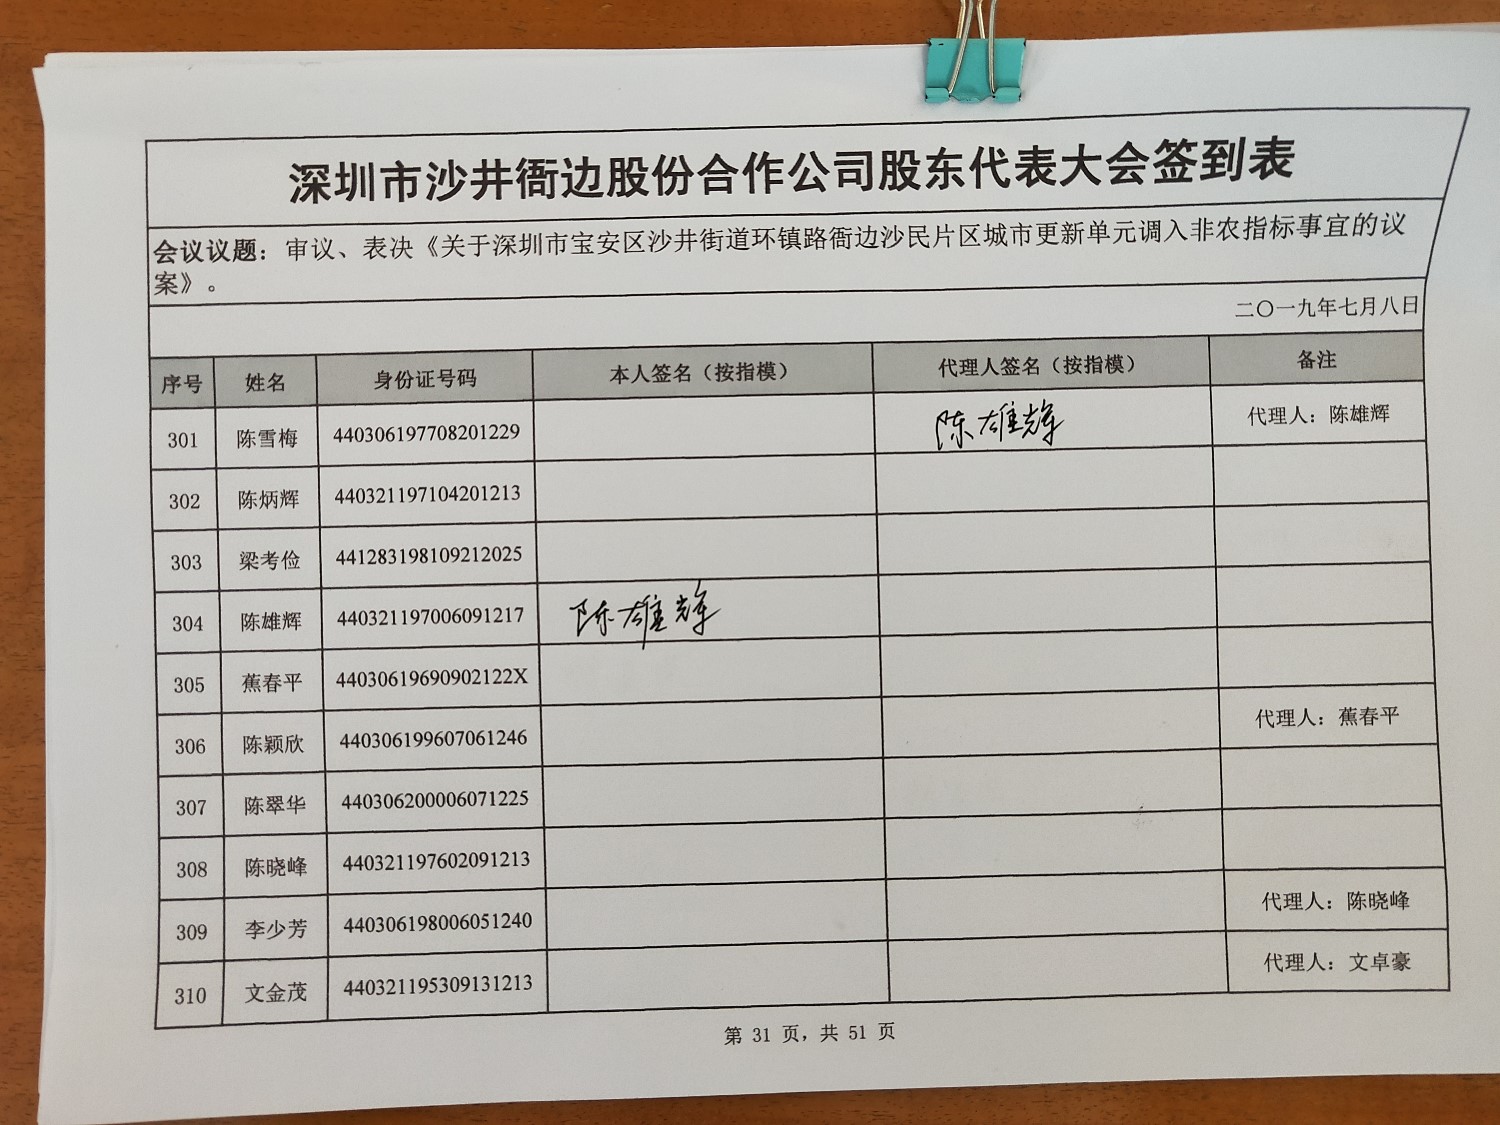 深圳市沙井衙边股份合作公司股东代表大会签到表
会议议题：审议、表决《关于深圳市宝安区沙井街道环镇路衙边沙民片区城市更新单元调入非农指标事宜的议
案》。
二〇一九年七月八日
序号 姓名 身份证号码 本人签名（按指模） 代理人签名（按指模） 备注
301 陈雪梅 440306197708201229 陈雄辉 代理人：陈雄辉
302 陈炳辉 440321197104201213
303 梁考俭 441283198109212025
304 陈雄辉 440321197006091217 陈雄辉
305 蕉春平 44030619690902122X
306 陈颖欣 440306199607061246 代理人：蕉春平
307 陈翠华 440306200006071225
308 陈晓峰 440321197602091213
309 李少芳 440306198006051240 代理人：陈晓峰
310 文金茂 440321195309131213 代理人：文卓豪
第 31 页，共 51 页